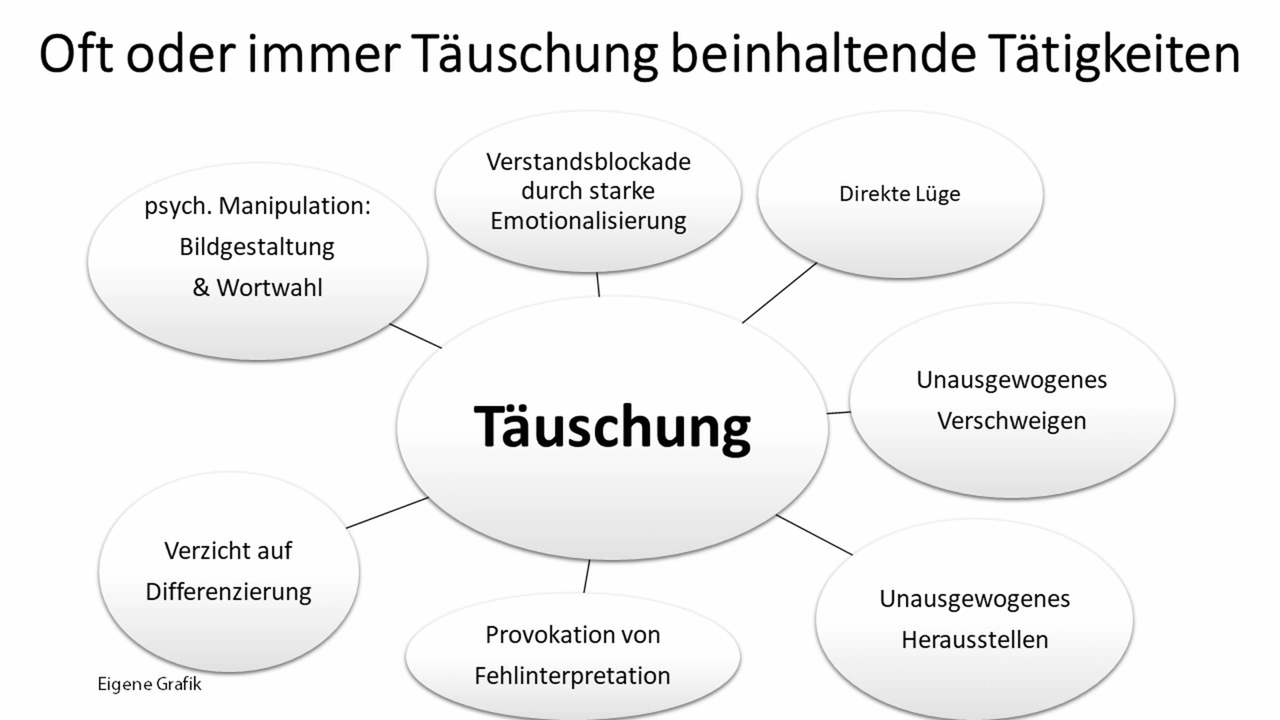 Oft oder immer Täuschung beinhaltende Tätigkeiten
Verstandsblockade
durch starke
Emotionalisierung
Direkte Lüge
psych. Manipulation:
Bildgestaltung
& Wortwahl
Unausgewogenes
Verschweigen
Täuschung
Verzicht auf
Differenzierung
Unausgewogenes
Herausstellen
Provokation von
Fehlinterpretation
Eigene Grafik